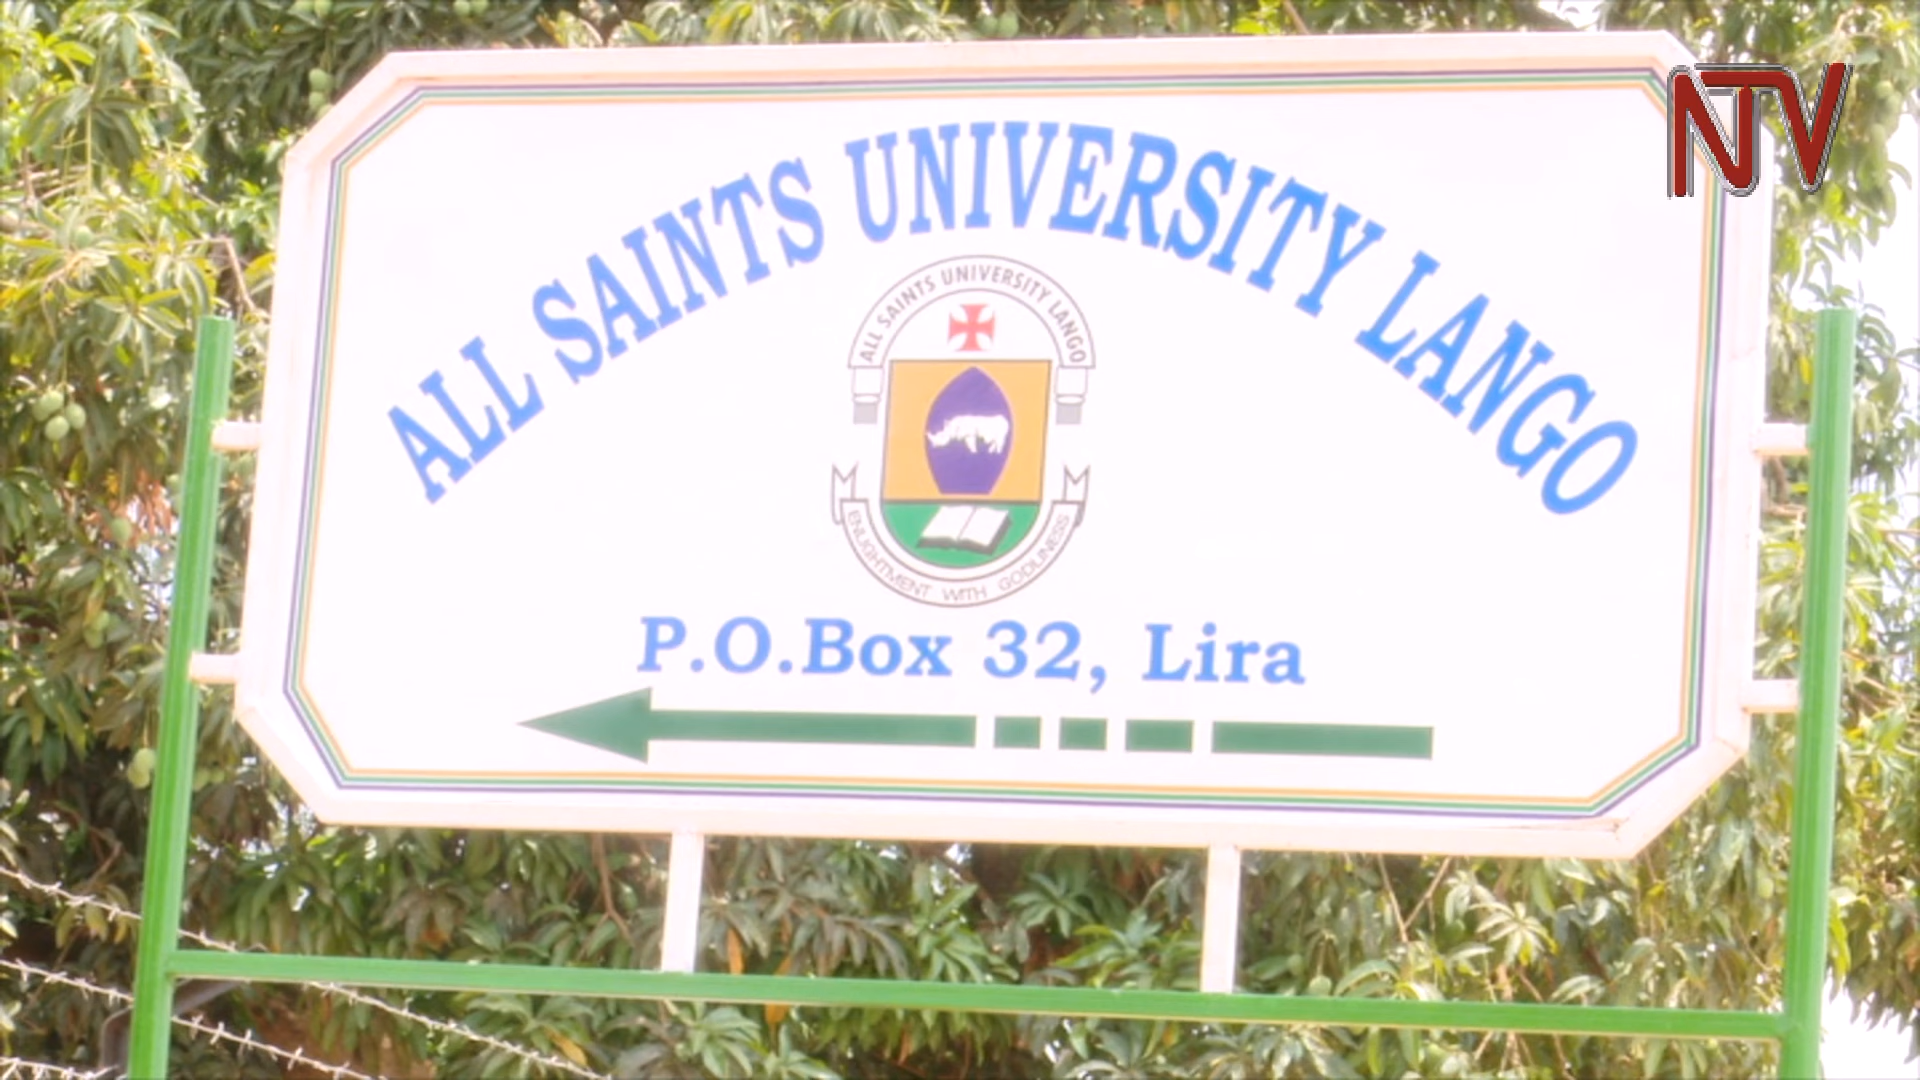 NTV
ALL SAINTS UNIVERSITY LANGO
ALL SAINTS UNIVERSITY LANGO
ENLIGHTMENT WITH GODLINESS
P.O.Box 32, Lira